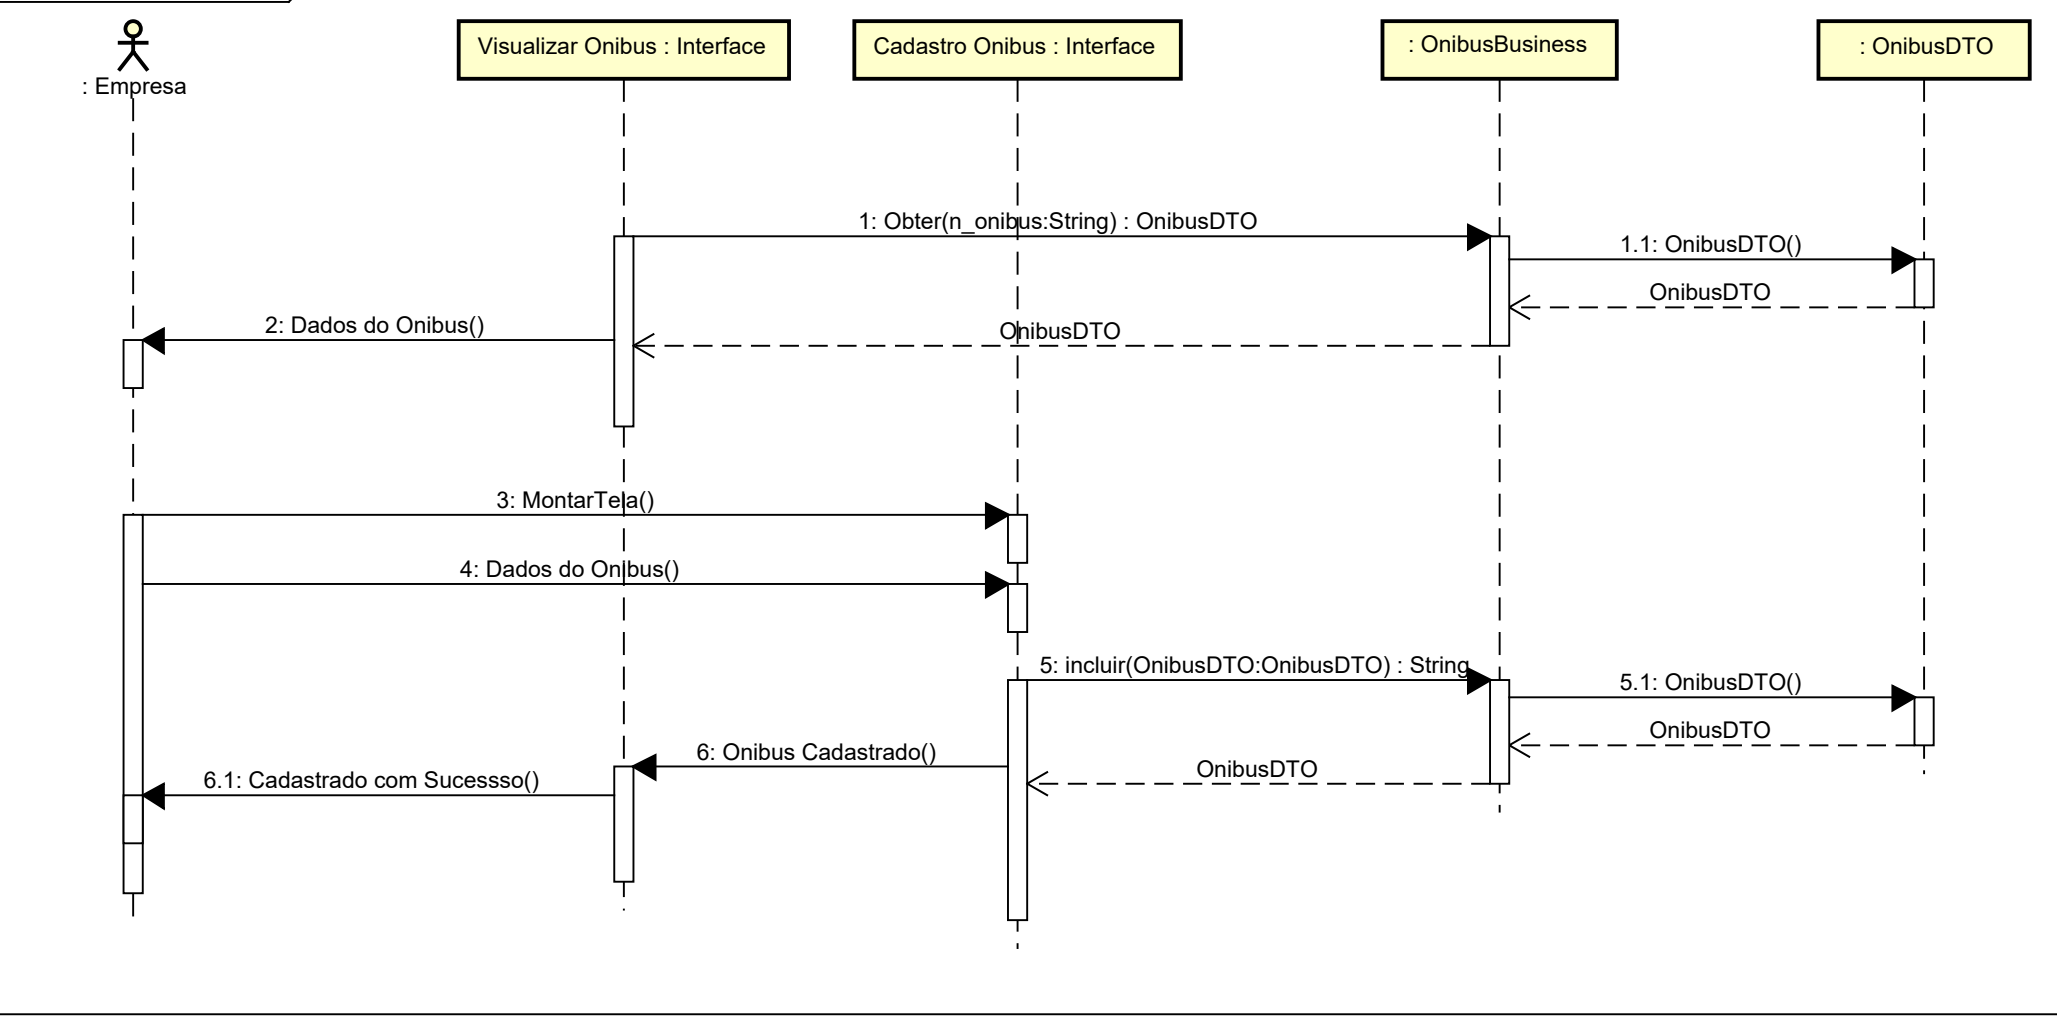 : Empresa
Visualizar Onibus : Interface
Cadastro Onibus : Interface
: OnibusBusiness
: OnibusDTO
1: Obter(n_onibus:String) : OnibusDTO
1.1: OnibusDTO()
OnibusDTO
2: Dados do Onibus()
OnibusDTO
3: MontarTela()
4: Dados do Onibus()
5: incluir(OnibusDTO:OnibusDTO) : String
5.1: OnibusDTO()
OnibusDTO
6: Onibus Cadastrado()
OnibusDTO
6.1: Cadastrado com Sucessso()